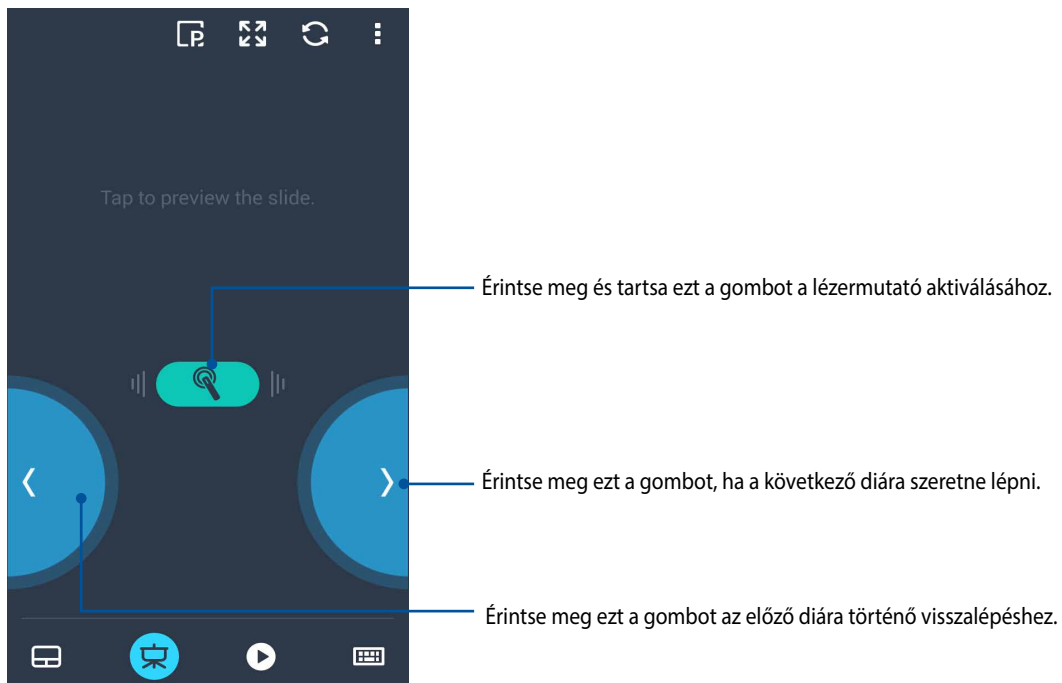 Tap to preview the slide.
Érintse meg és tartsa ezt a gombot a lézermutató aktiválásához.
Érintse meg ezt a gombot, ha a következő diára szeretne lépni.
Érintse meg ezt a gombot az előző diára történő visszalépéshez.